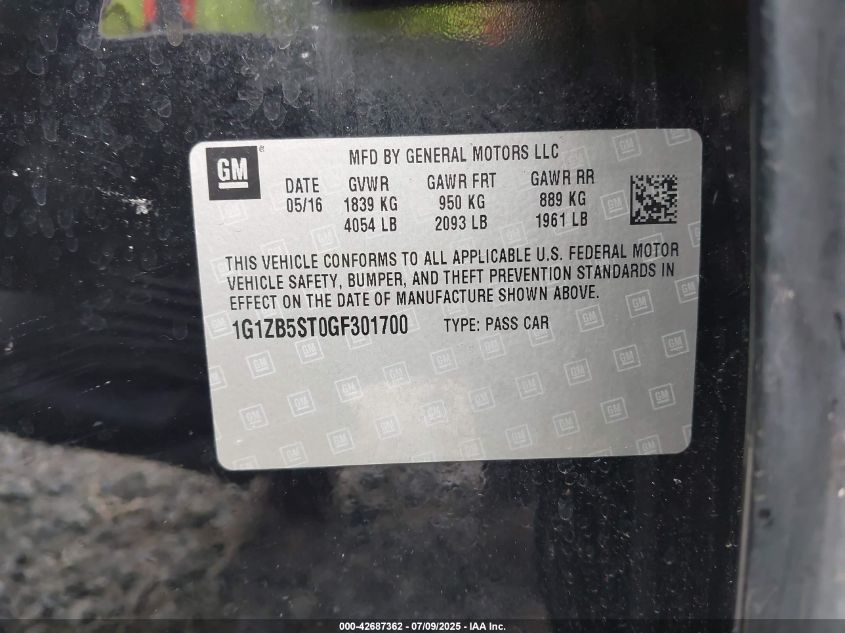 GM
MFD BY GENERAL MOTORS LLC
DATE GVWR GAWR FRT GAWR RR
05/16 1839 KG 950 KG 889 KG
4054 LB 2093 LB 1961 LB
THIS VEHICLE CONFORMS TO ALL APPLICABLE U.S. FEDERAL MOTOR
VEHICLE SAFETY, BUMPER, AND THEFT PREVENTION STANDARDS IN
EFFECT ON THE DATE OF MANUFACTURE SHOWN ABOVE.
1G1ZB5ST0GF301700 TYPE: PASS CAR
000-42687362 / 07/09/2025 - IAA Inc.